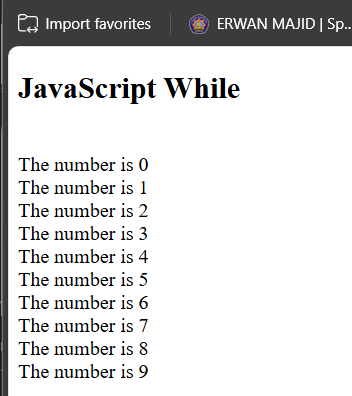 Import favorites
ERWAN MAJID | Sp...
JavaScript While
The number is 0
The number is 1
The number is 2
The number is 3
The number is 4
The number is 5
The number is 6
The number is 7
The number is 8
The number is 9